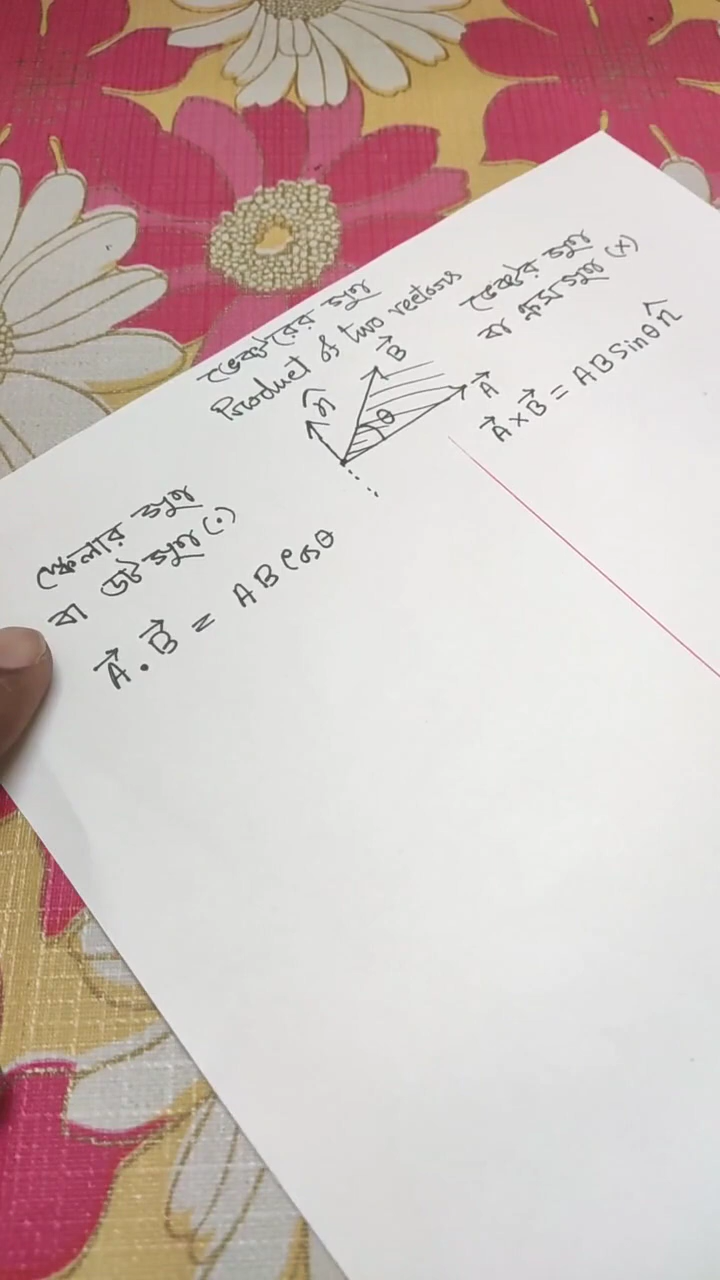 ভেক্টরের গুণ
Product of two vectors
n̂
B⃗
θ
A⃗
স্কেলার গুণ
বা ডট গুণ (·)
A⃗ · B⃗ = AB cosθ
ভেক্টর গুণ
বা ক্রস গুণ (×)
A⃗ × B⃗ = AB Sinθ n̂